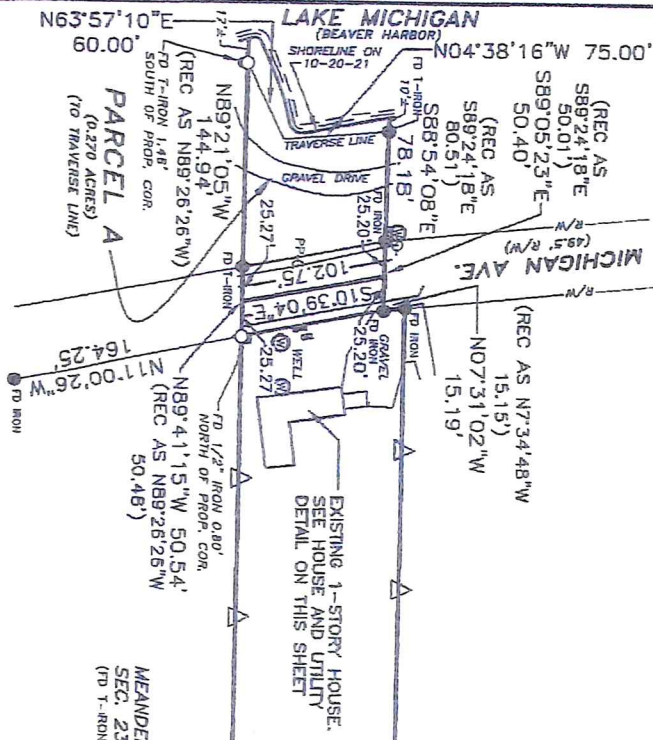 LAKE MICHIGAN
(BEAVER HARBOR)
SHORELINE ON
10-20-21
N63°57'10"E
60.00'
17'±
N04°38'16"W 75.00'
FD T-IRON
10'±
TRAVERSE LINE
GRAVEL DRIVE
FD T-IRON 1.46'
SOUTH OF PROP. COR.
(REC AS N89°26'26"W)
N89°21'05"W
144.94'
PARCEL A
(0.270 ACRES)
(TO TRAVERSE LINE)
(REC AS
S89°24'18"E
50.01')
S89°05'23"E
50.40'
(REC AS
S89°24'18"E
80.51')
S88°54'08"E
78.18'
FD IRON
25.20'
R/W
(49.5' R/W)
MICHIGAN AVE.
R/W
(REC AS N7°34'48"W
15.15')
N07°31'02"W
15.19'
FD IRON
FD IRON
25.20'
GRAVEL
102.75'
S10°39'04"E
PP
25.27'
FD T-IRON
25.27'
W
WELL
W
164.25'
N11°00'26"W
FD IRON
FD 1/2" IRON 0.80'
NORTH OF PROP. COR.
N89°41'15"W 50.54'
(REC AS N89°26'26"W
50.48')
EXISTING 1-STORY HOUSE.
SEE HOUSE AND UTILITY
DETAIL ON THIS SHEET
MEANDE
SEC. 23
(FD T-IRON